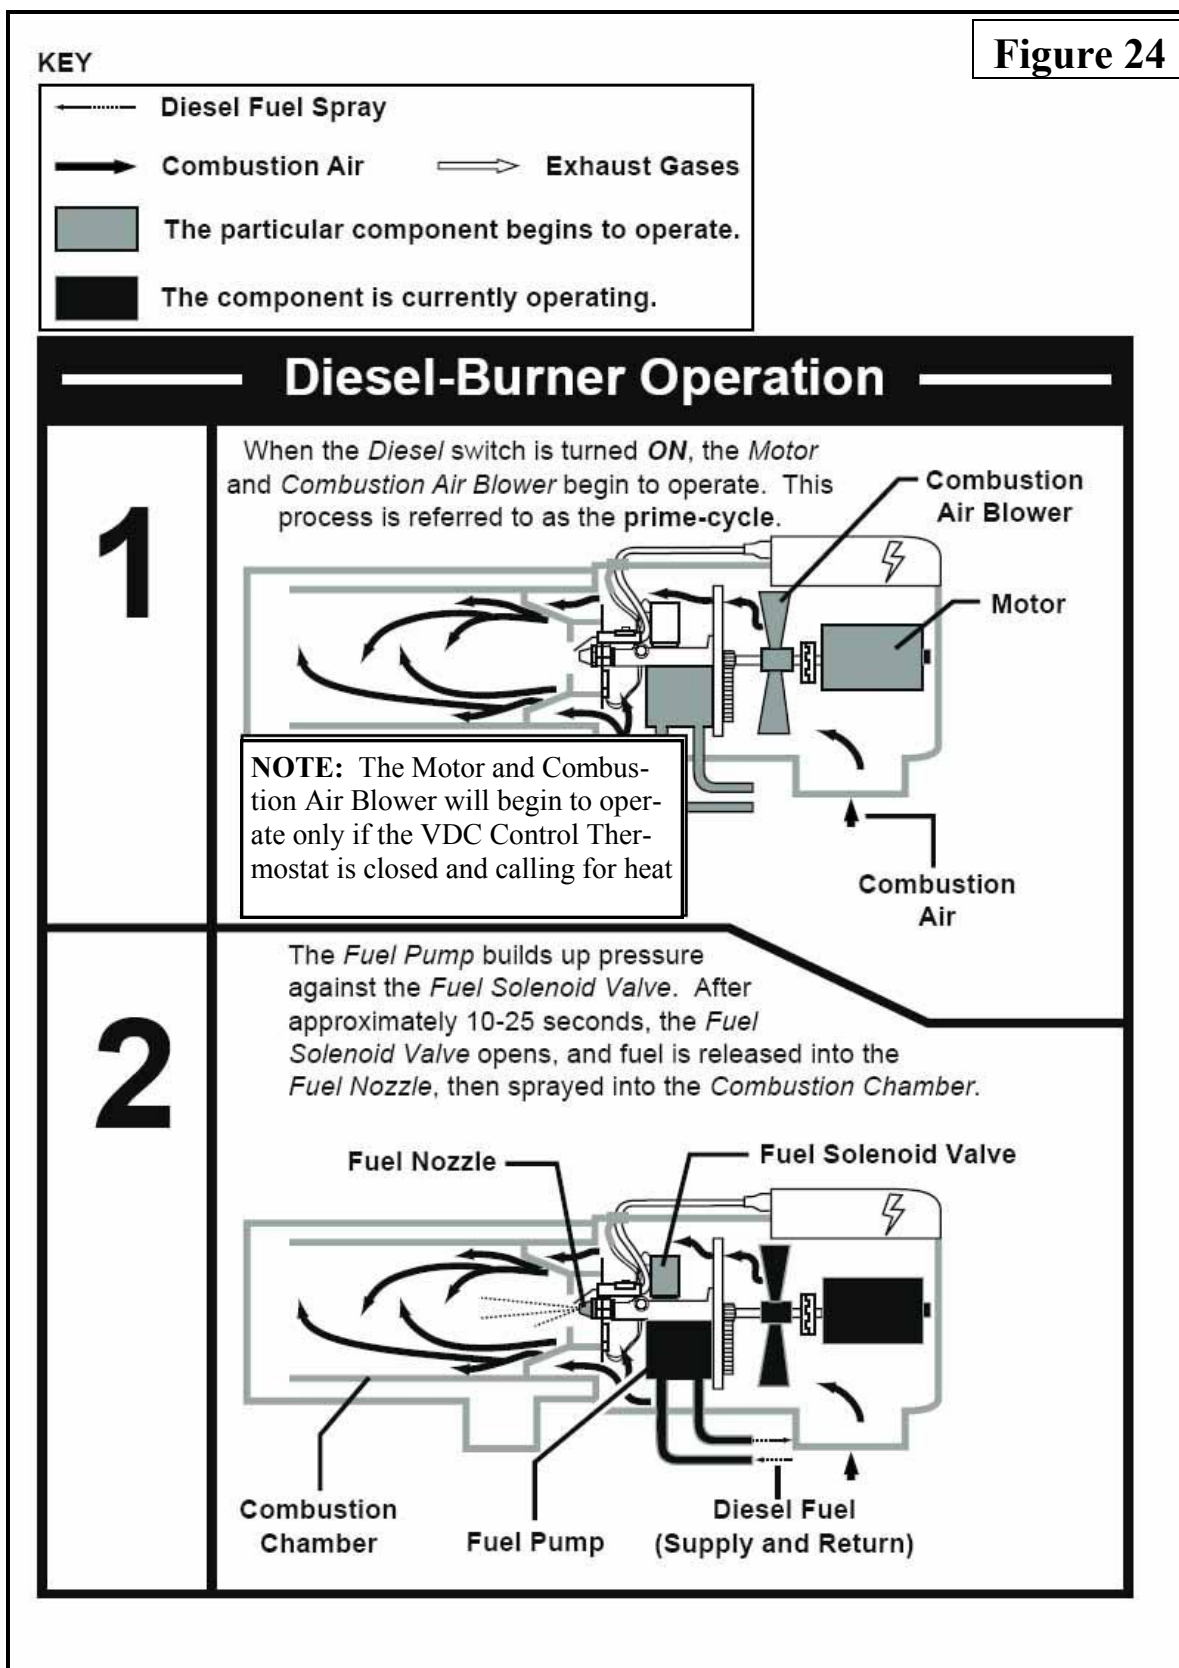 Figure 24
KEY
Diesel Fuel Spray
Combustion Air
Exhaust Gases
The particular component begins to operate.
The component is currently operating.
Diesel-Burner Operation
1
When the Diesel switch is turned ON, the Motor
and Combustion Air Blower begin to operate. This
process is referred to as the prime-cycle.
Combustion
Air Blower
Motor
NOTE: The Motor and Combus-
tion Air Blower will begin to oper-
ate only if the VDC Control Ther-
mostat is closed and calling for heat
Combustion
Air
2
The Fuel Pump builds up pressure
against the Fuel Solenoid Valve. After
approximately 10-25 seconds, the Fuel
Solenoid Valve opens, and fuel is released into the
Fuel Nozzle, then sprayed into the Combustion Chamber.
Fuel Nozzle
Fuel Solenoid Valve
Combustion
Chamber
Fuel Pump
Diesel Fuel
(Supply and Return)